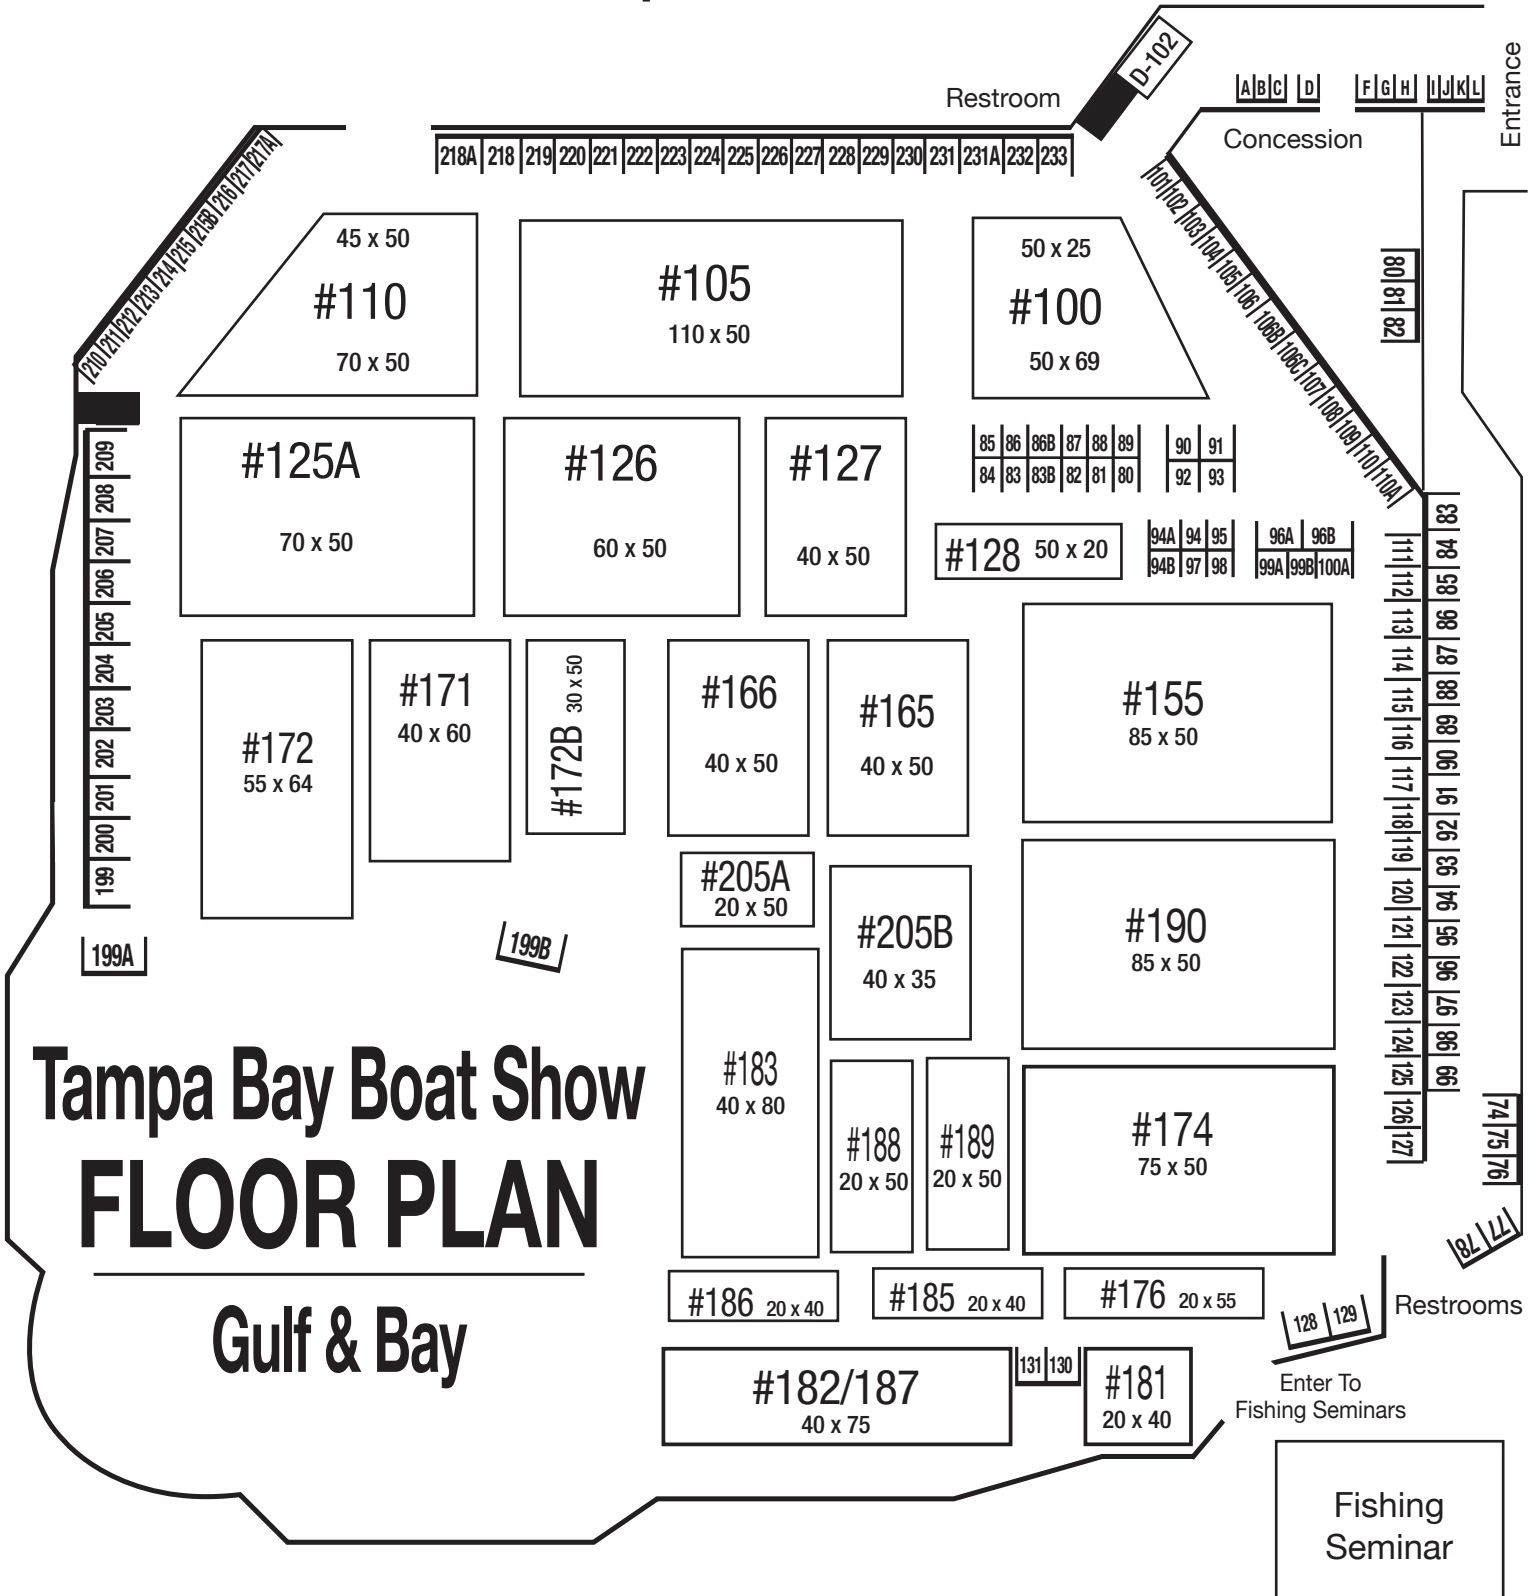 D-102
Entrance
Restroom
A B C D F G H I J K L
Concession
218A 218 219 220 221 222 223 224 225 226 227 228 229 230 231 231A 232 233
210 211 212 213 214 215 215B 216 217 217A
101 102 103 104 105 106 106B 106C 107 108 109 110 110A
80 81 82
45 x 50
#110
70 x 50
#105
110 x 50
50 x 25
#100
50 x 69
209 208 207 206 205 204 203 202 201 200 199
#125A
70 x 50
#126
60 x 50
#127
40 x 50
85 86 86B 87 88 89
84 83 83B 82 81 80
90 91
92 93
#128 50 x 20
94A 94 95
94B 97 98
96A 96B
99A 99B 100A
111 112 113 114 115 116 117 118 119 120 121 122 123 124 125 126 127
83 84 85 86 87 88 89 90 91 92 93 94 95 96 97 98 99
#172
55 x 64
#171
40 x 60
#172B 30 x 50
#166
40 x 50
#165
40 x 50
#155
85 x 50
#205A
20 x 50
#205B
40 x 35
#190
85 x 50
199A
199B
Tampa Bay Boat Show
FLOOR PLAN
Gulf & Bay
#183
40 x 80
#188
20 x 50
#189
20 x 50
#174
75 x 50
74 75 76
77 78
#186 20 x 40
#185 20 x 40
#176 20 x 55
128 129
Restrooms
#182/187
40 x 75
131 130
#181
20 x 40
Enter To
Fishing Seminars
Fishing
Seminar